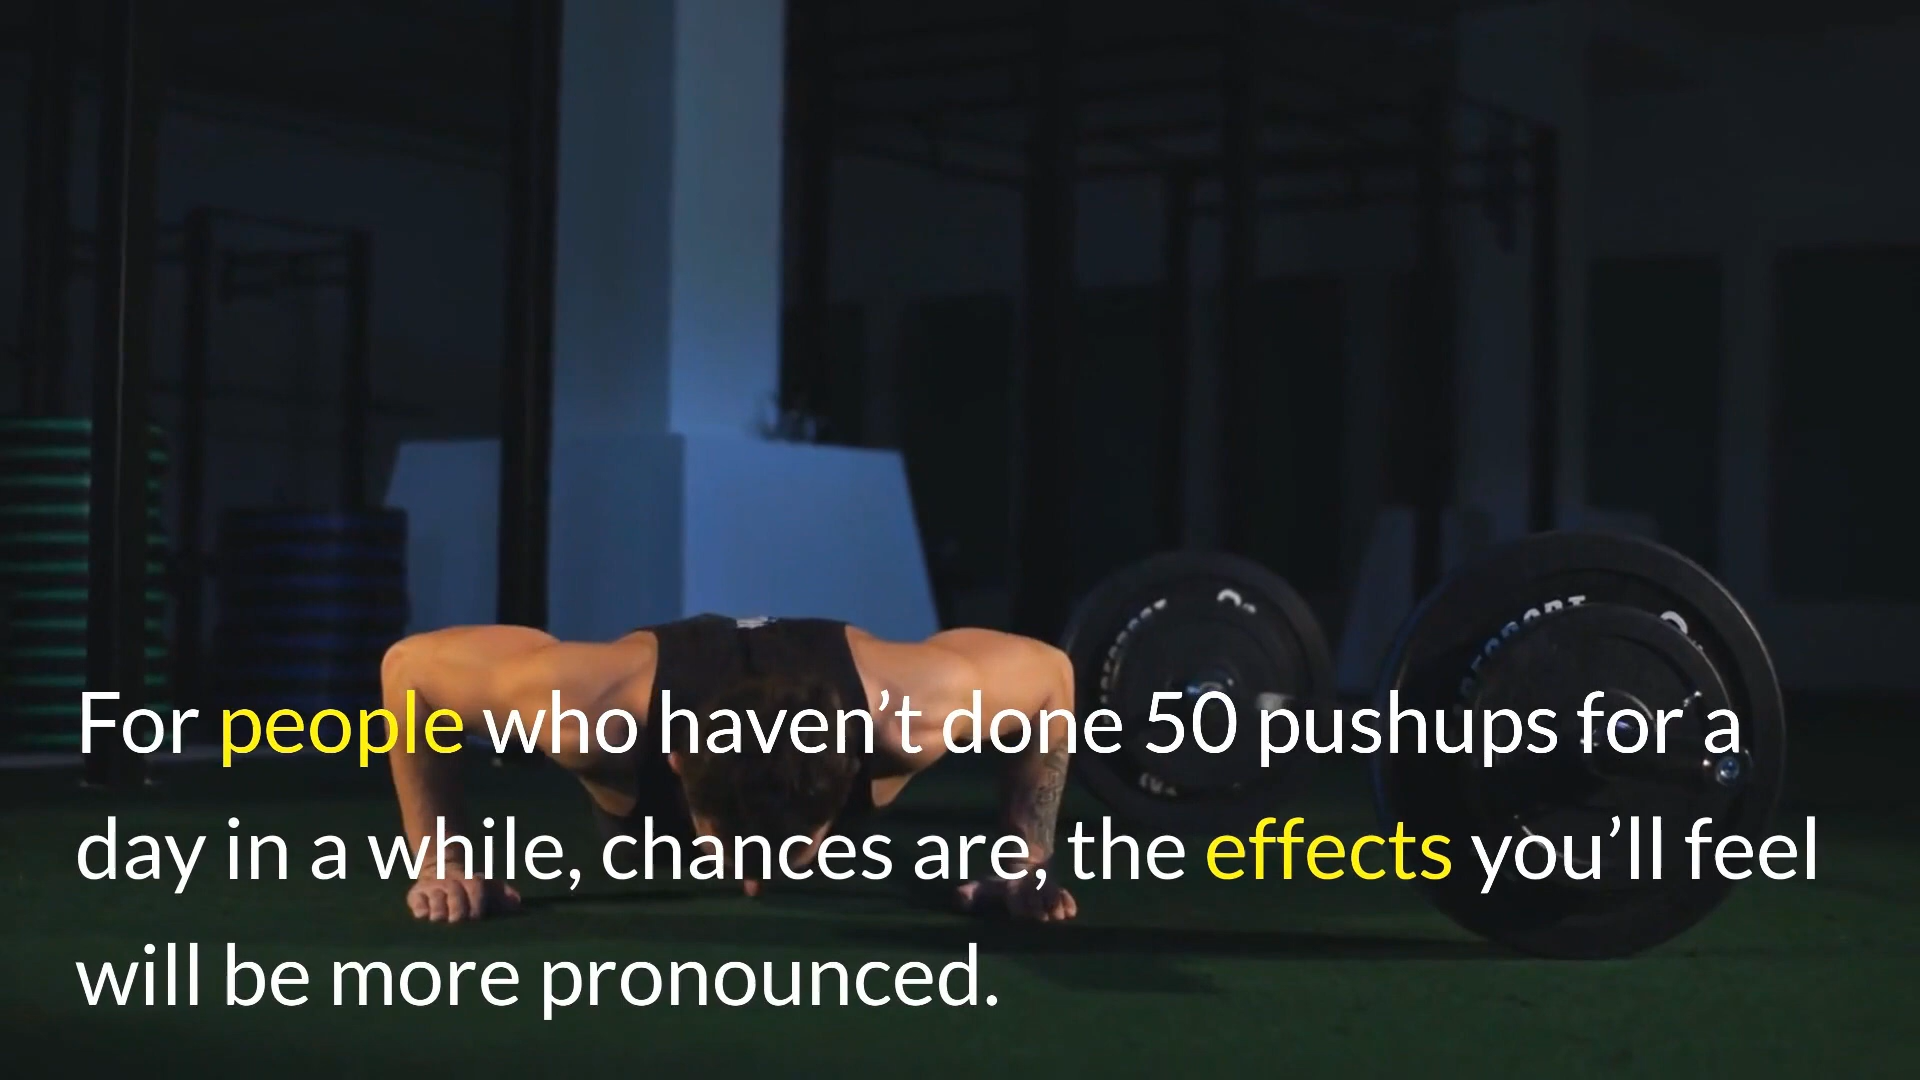 For people who haven’t done 50 pushups for a
day in a while, chances are, the effects you’ll feel
will be more pronounced.